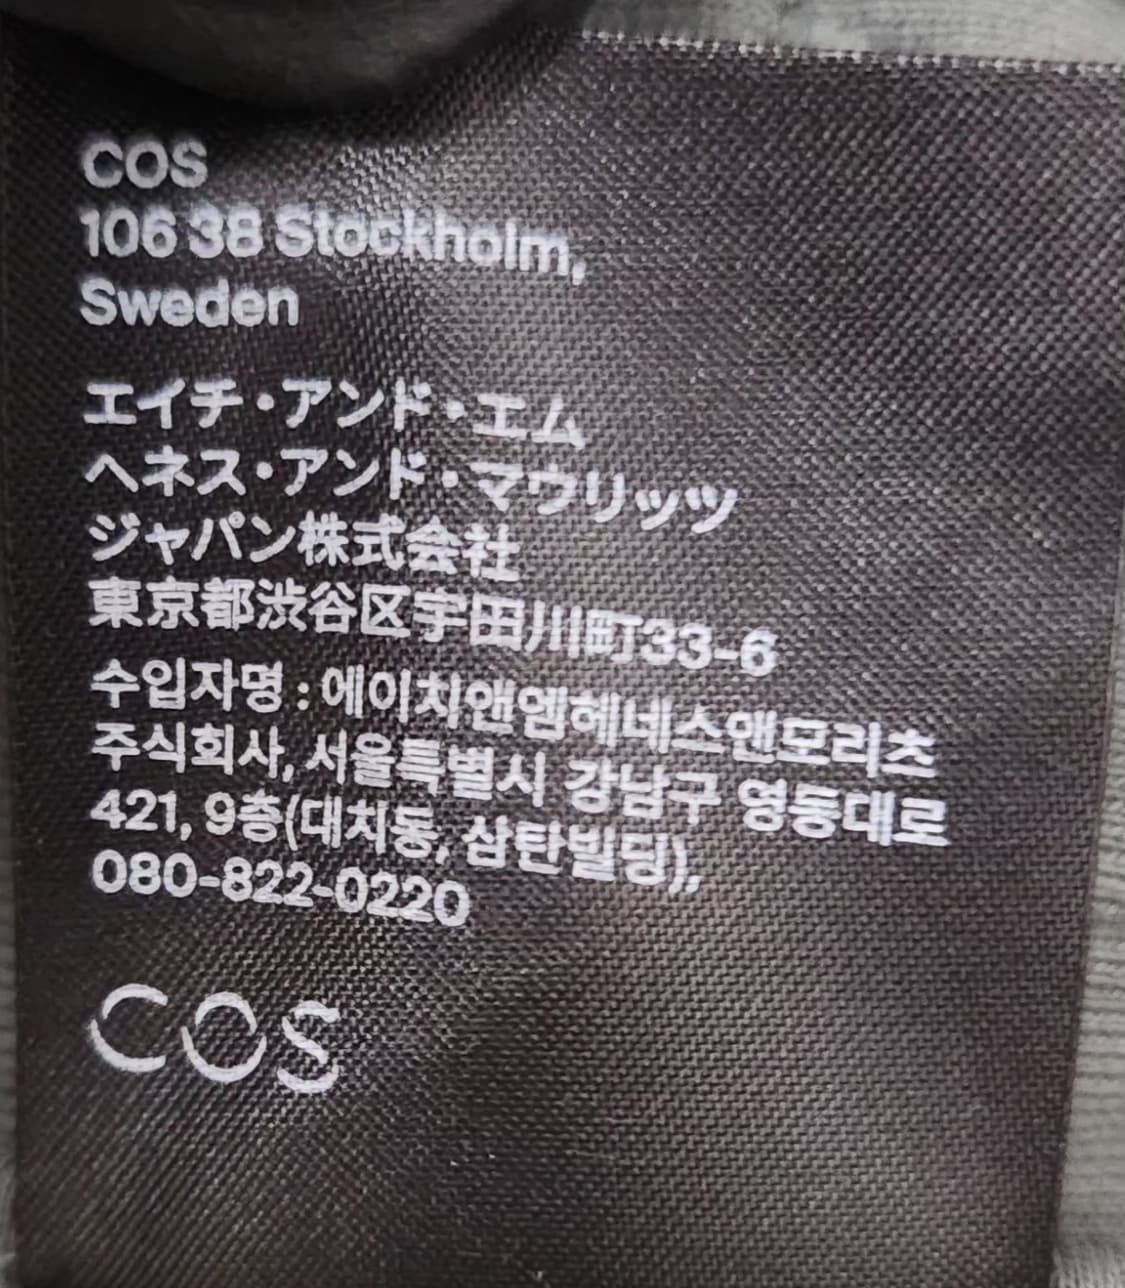 COS
106 38 Stockholm,
Sweden
エイチ・アンド・エム
ヘネス・アンド・マウリッツ
ジャパン株式会社
東京都渋谷区宇田川町33-6
수입자명 : 에이치앤엠헤네스앤모리츠
주식회사, 서울특별시 강남구 영동대로
421, 9층(대치동, 삼탄빌딩),
080-822-0220
COS